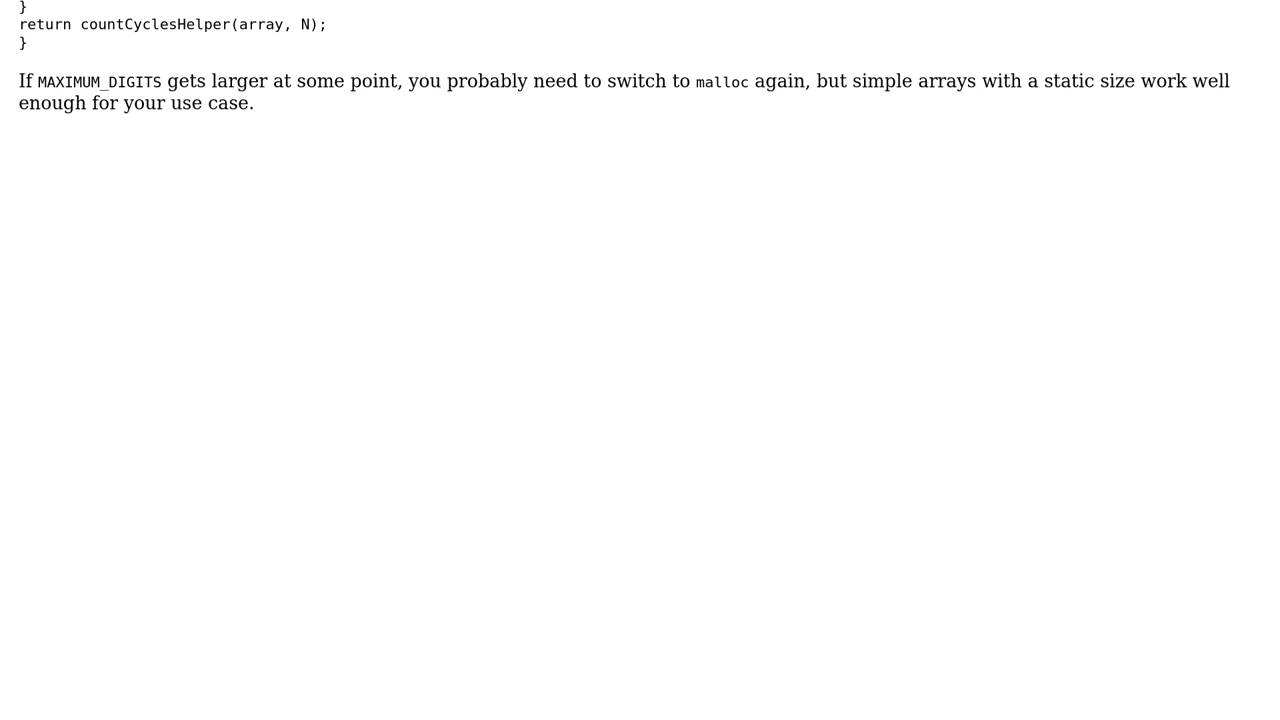 }
return countCyclesHelper(array, N);
}
If MAXIMUM_DIGITS gets larger at some point, you probably need to switch to malloc again, but simple arrays with a static size work well
enough for your use case.